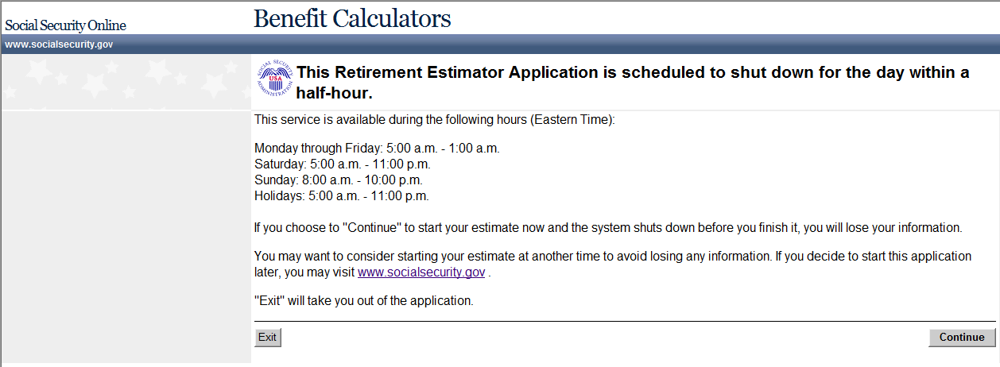 Social Security Online
Benefit Calculators
www.socialsecurity.gov
SOCIAL SECURITY ADMINISTRATION
USA
This Retirement Estimator Application is scheduled to shut down for the day within a
half-hour.
This service is available during the following hours (Eastern Time):
Monday through Friday: 5:00 a.m. - 1:00 a.m.
Saturday: 5:00 a.m. - 11:00 p.m.
Sunday: 8:00 a.m. - 10:00 p.m.
Holidays: 5:00 a.m. - 11:00 p.m.
If you choose to "Continue" to start your estimate now and the system shuts down before you finish it, you will lose your information.
You may want to consider starting your estimate at another time to avoid losing any information. If you decide to start this application
later, you may visit www.socialsecurity.gov .
"Exit" will take you out of the application.
Exit
Continue